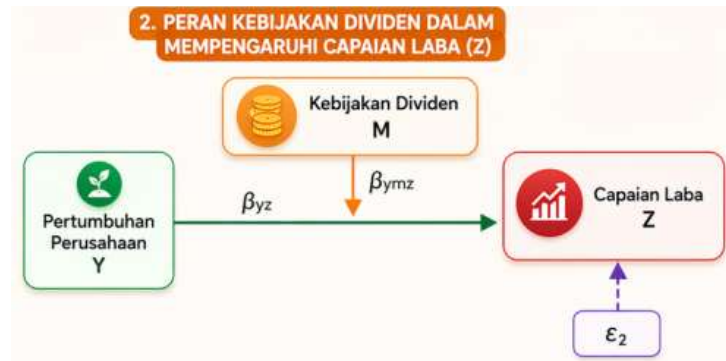 2. PERAN KEBIJAKAN DIVIDEN DALAM
MEMPENGARUHI CAPAIAN LABA (Z)
Kebijakan Dividen
M
βyz
βymz
Pertumbuhan
Perusahaan
Y
Capaian Laba
Z
ε2